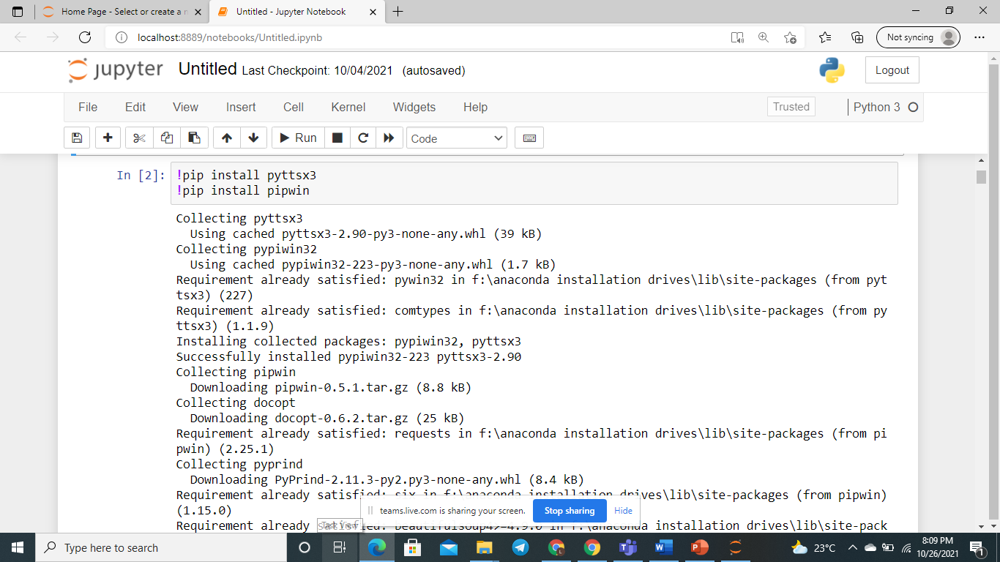 Home Page - Select or create a n
Untitled - Jupyter Notebook
localhost:8889/notebooks/Untitled.ipynb
Not syncing
jupyter Untitled Last Checkpoint: 10/04/2021 (autosaved)
Logout
File Edit View Insert Cell Kernel Widgets Help
Trusted
Python 3
Run
Code
In [2]: !pip install pyttsx3
!pip install pipwin
Collecting pyttsx3
Using cached pyttsx3-2.90-py3-none-any.whl (39 kB)
Collecting pypiwin32
Using cached pypiwin32-223-py3-none-any.whl (1.7 kB)
Requirement already satisfied: pywin32 in f:\anaconda installation drives\lib\site-packages (from pyt
tsx3) (227)
Requirement already satisfied: comtypes in f:\anaconda installation drives\lib\site-packages (from py
ttsx3) (1.1.9)
Installing collected packages: pypiwin32, pyttsx3
Successfully installed pypiwin32-223 pyttsx3-2.90
Collecting pipwin
Downloading pipwin-0.5.1.tar.gz (8.8 kB)
Collecting docopt
Downloading docopt-0.6.2.tar.gz (25 kB)
Requirement already satisfied: requests in f:\anaconda installation drives\lib\site-packages (from pi
pwin) (2.25.1)
Collecting pyprind
Downloading PyPrind-2.11.3-py2.py3-none-any.whl (8.4 kB)
Requirement already satisfied: six in f:\anaconda installation drives\lib\site-packages (from pipwin)
(1.15.0)
teams.live.com is sharing your screen.
Stop sharing
Hide
Requirement already beautifulsoup4>=4.9.0 in f:\anaconda installation drives\lib\site-pack
Task View
Type here to search
23°C
8:09 PM
10/26/2021
1